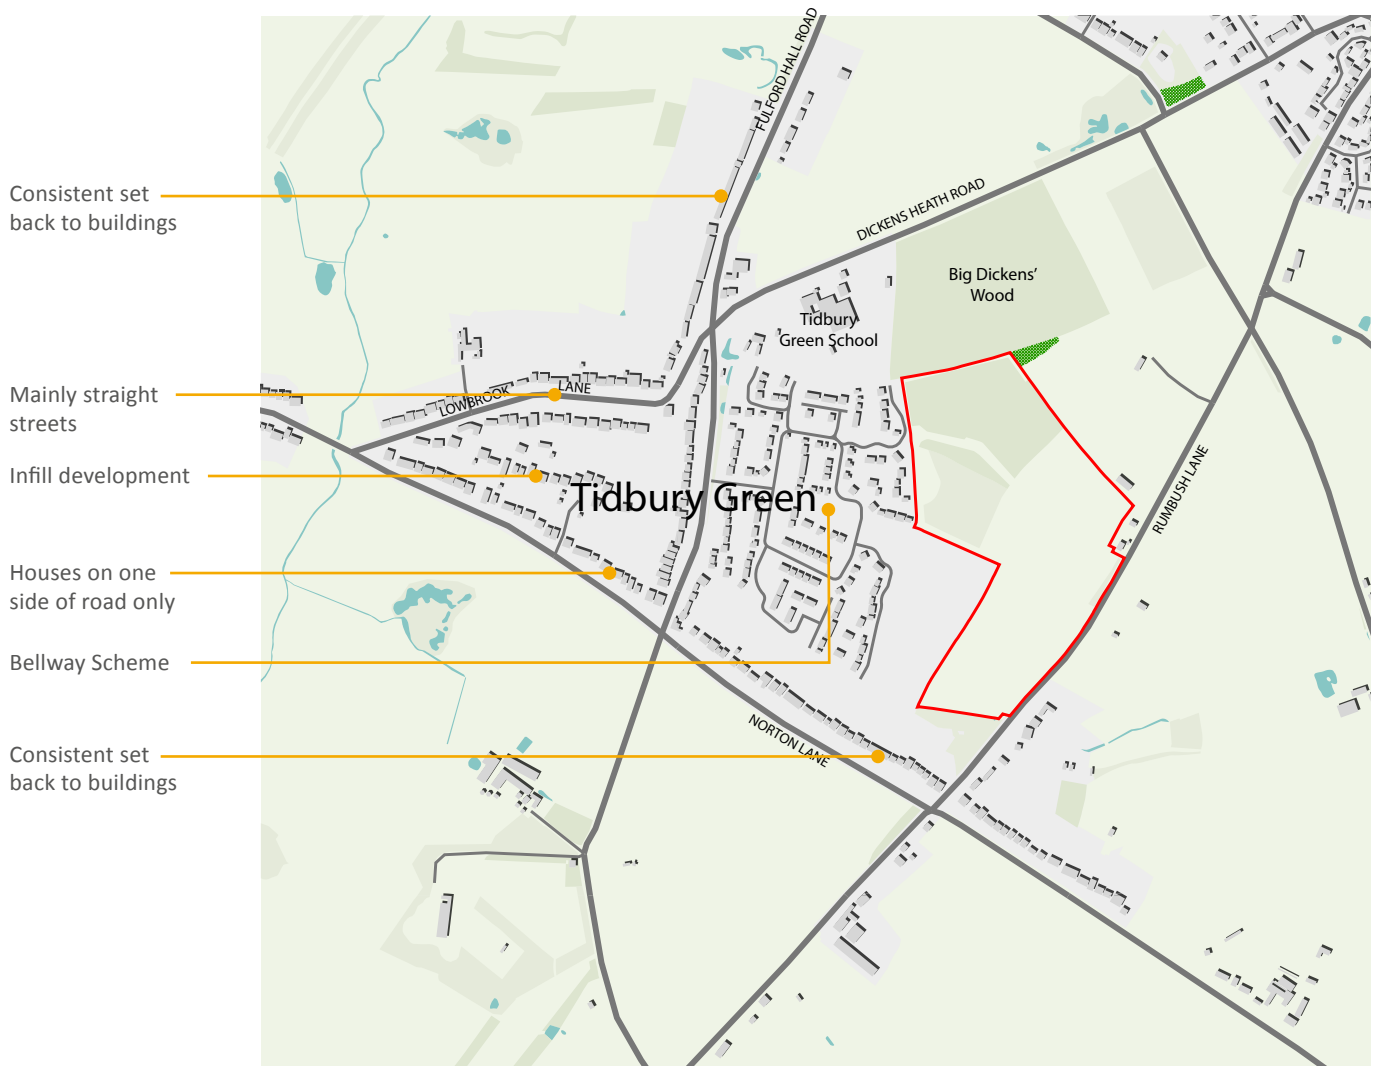 Consistent set
back to buildings
Mainly straight
streets
Infill development
Houses on one
side of road only
Bellway Scheme
Consistent set
back to buildings
FULFORD HALL ROAD
DICKENS HEATH ROAD
Big Dickens’
Wood
Tidbury
Green School
LOWBROOK LANE
Tidbury Green
RUMBUSH LANE
NORTON LANE